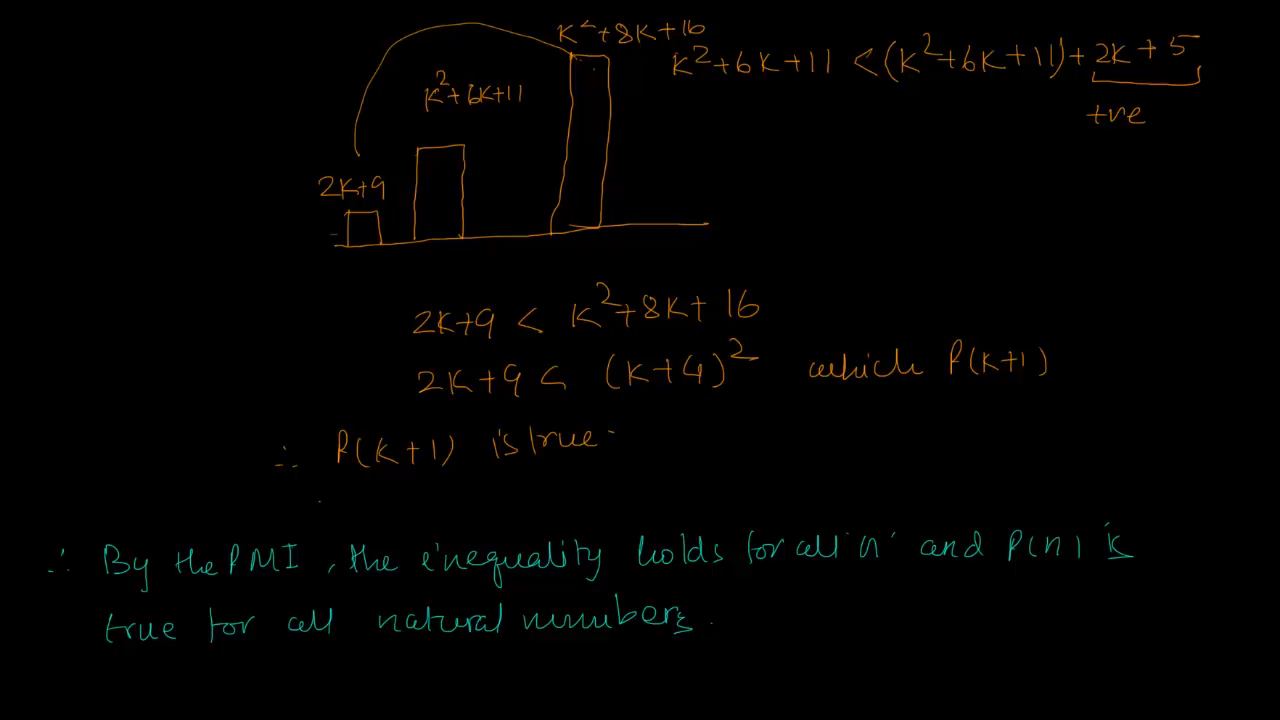 K²+8K+16
K²+6K+11 < (K²+6K+11)+2K+5
K²+6K+11
+ve
2K+9
2K+9 < K²+8K+16
2K+9 < (K+4)² which P(K+1)
∴ P(K+1) is true.
∴ By the PMI, the inequality holds for all 'n' and P(n) is
true for all natural numbers.